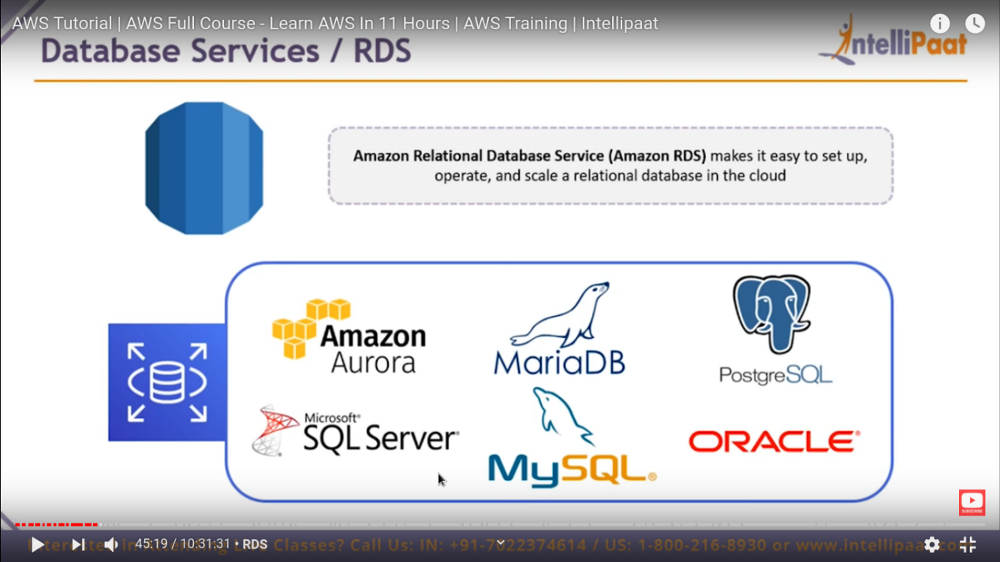 AWS Tutorial | AWS Full Course - Learn AWS In 11 Hours | AWS Training | Intellipaat
Database Services / RDS
IntelliPaat
Amazon Relational Database Service (Amazon RDS) makes it easy to set up,
operate, and scale a relational database in the cloud
Amazon
Aurora
MariaDB
PostgreSQL
Microsoft®
SQL Server®
MySQL®
ORACLE®
SUBSCRIBE
45:19 / 10:31:31 • RDS
Classes? Call Us: IN: +91-7022374614 / US: 1-800-216-8930 or www.intellipaat.com